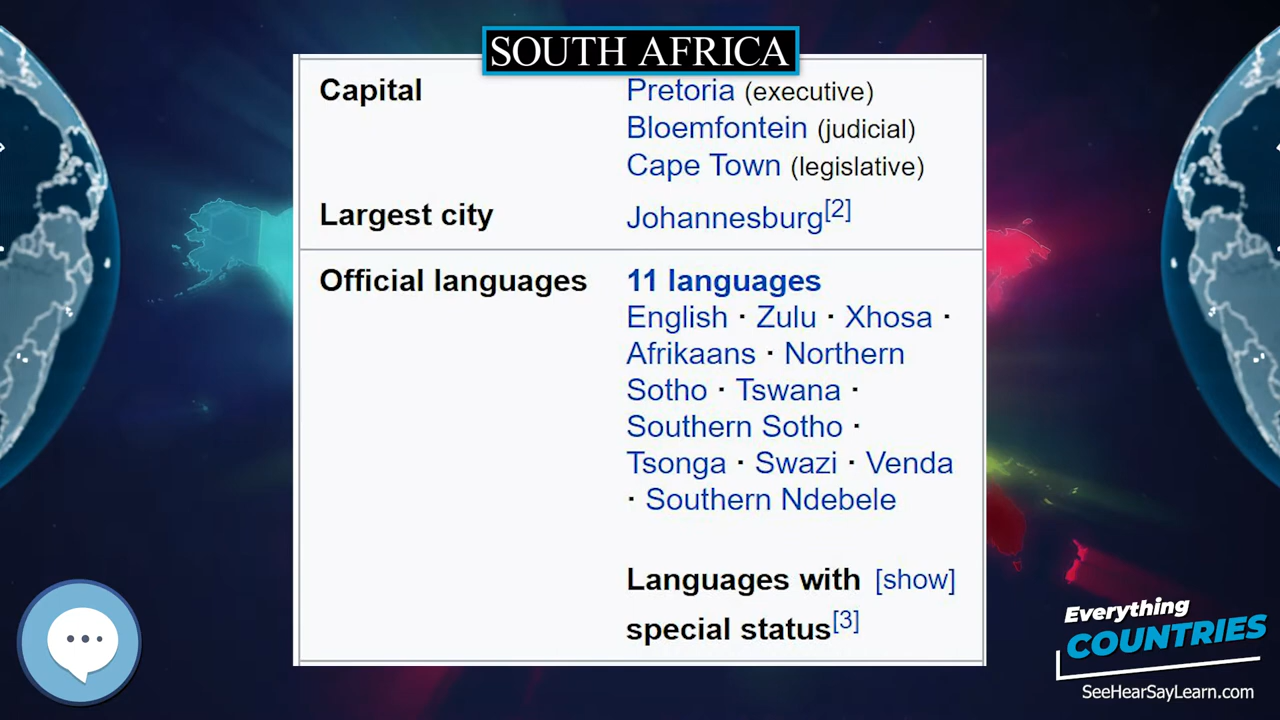 SOUTH AFRICA
Capital
Pretoria (executive)
Bloemfontein (judicial)
Cape Town (legislative)
Largest city
Johannesburg[2]
Official languages
11 languages
English · Zulu · Xhosa ·
Afrikaans · Northern
Sotho · Tswana ·
Southern Sotho ·
Tsonga · Swazi · Venda
· Southern Ndebele
Languages with [show]
special status[3]
Everything
COUNTRIES
SeeHearSayLearn.com